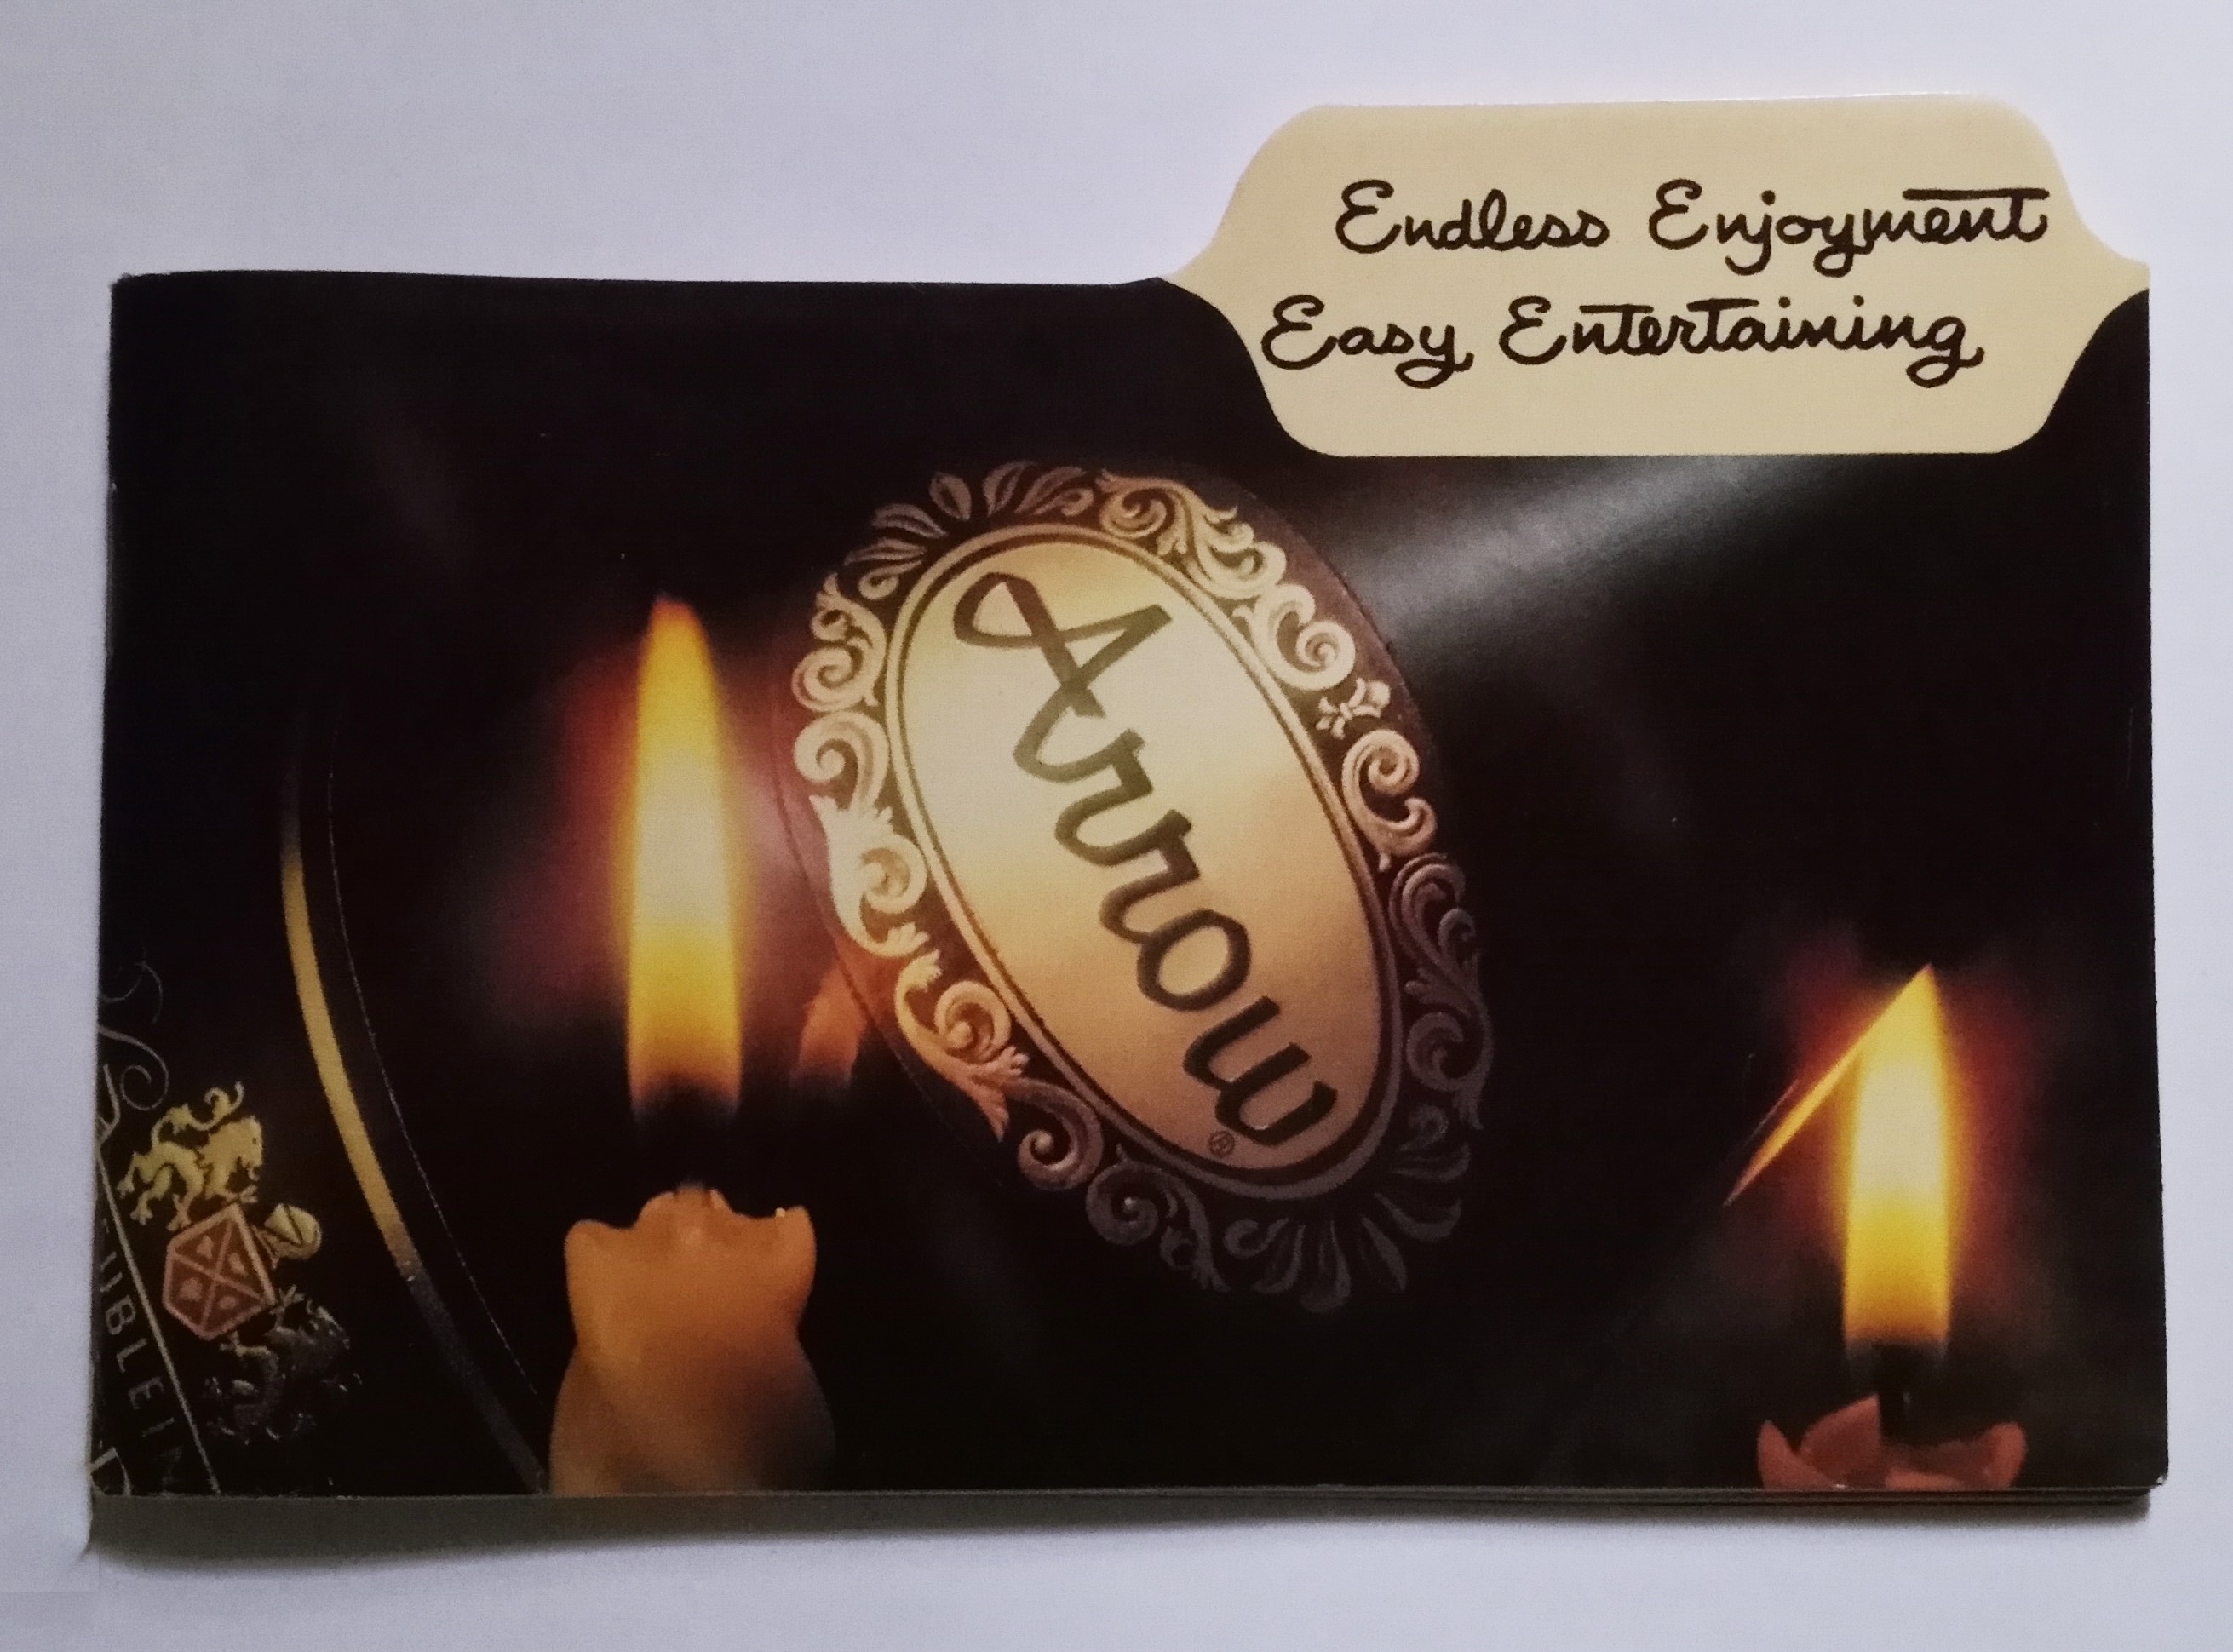 Endless Enjoyment
Easy Entertaining
Arrow
®